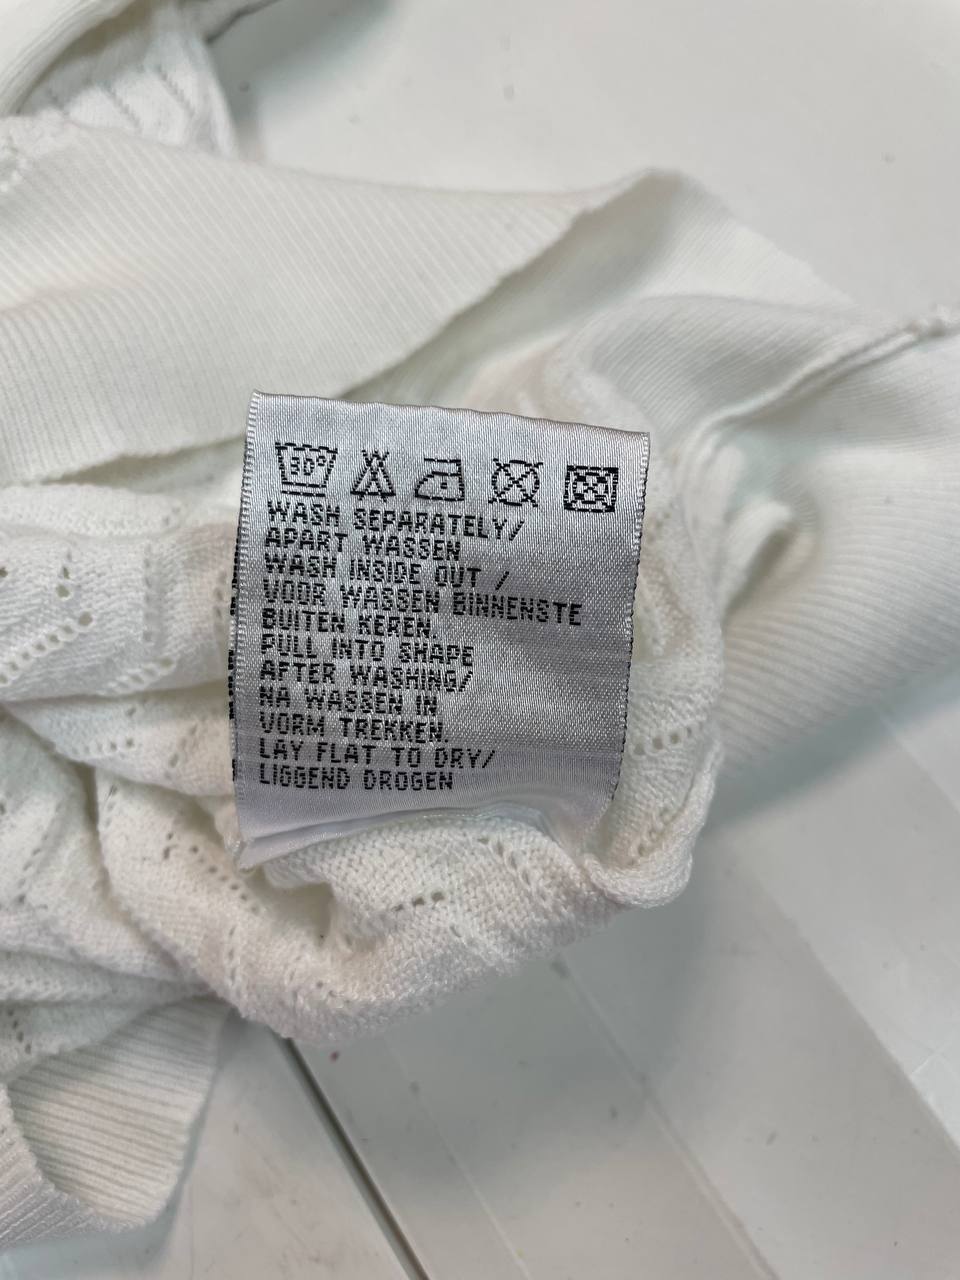 30°
WASH SEPARATELY/
APART WASSEN
WASH INSIDE OUT /
VOOR WASSEN BINNENSTE
BUITEN KEREN.
PULL INTO SHAPE
AFTER WASHING/
NA WASSEN IN
VORM TREKKEN.
LAY FLAT TO DRY/
LIGGEND DROGEN